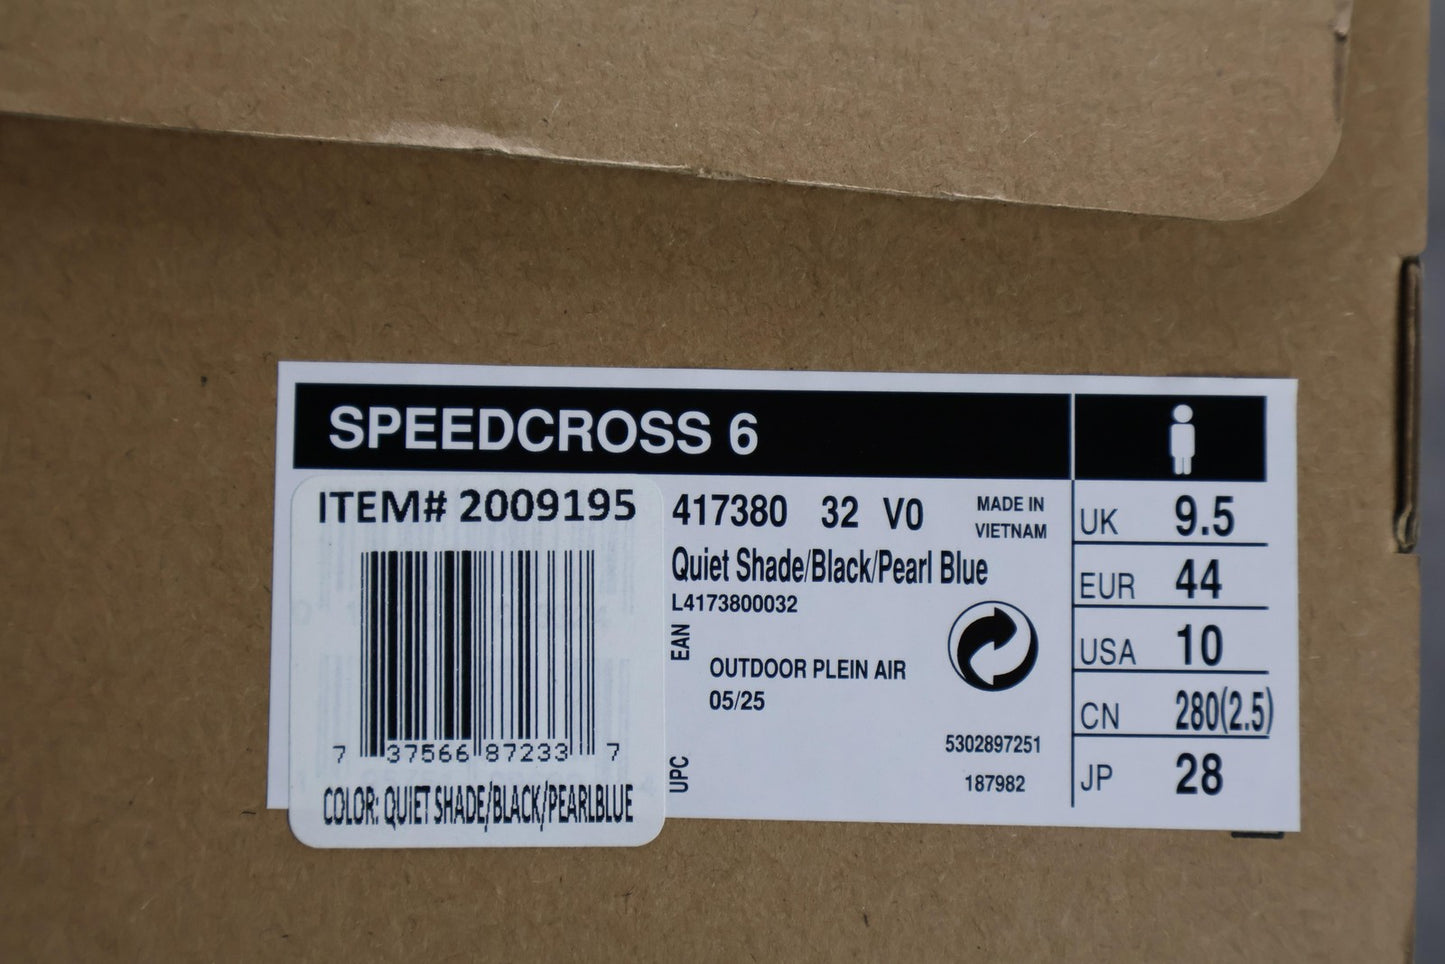 SPEEDCROSS 6
ITEM# 2009195
7 37566 87233 7
COLOR: QUIET SHADE/BLACK/PEARLBLUE
417380 32 V0
MADE IN
VIETNAM
Quiet Shade/Black/Pearl Blue
L4173800032
EAN
OUTDOOR PLEIN AIR
05/25
5302897251
UPC
187982
UK 9.5
EUR 44
USA 10
CN 280(2.5)
JP 28